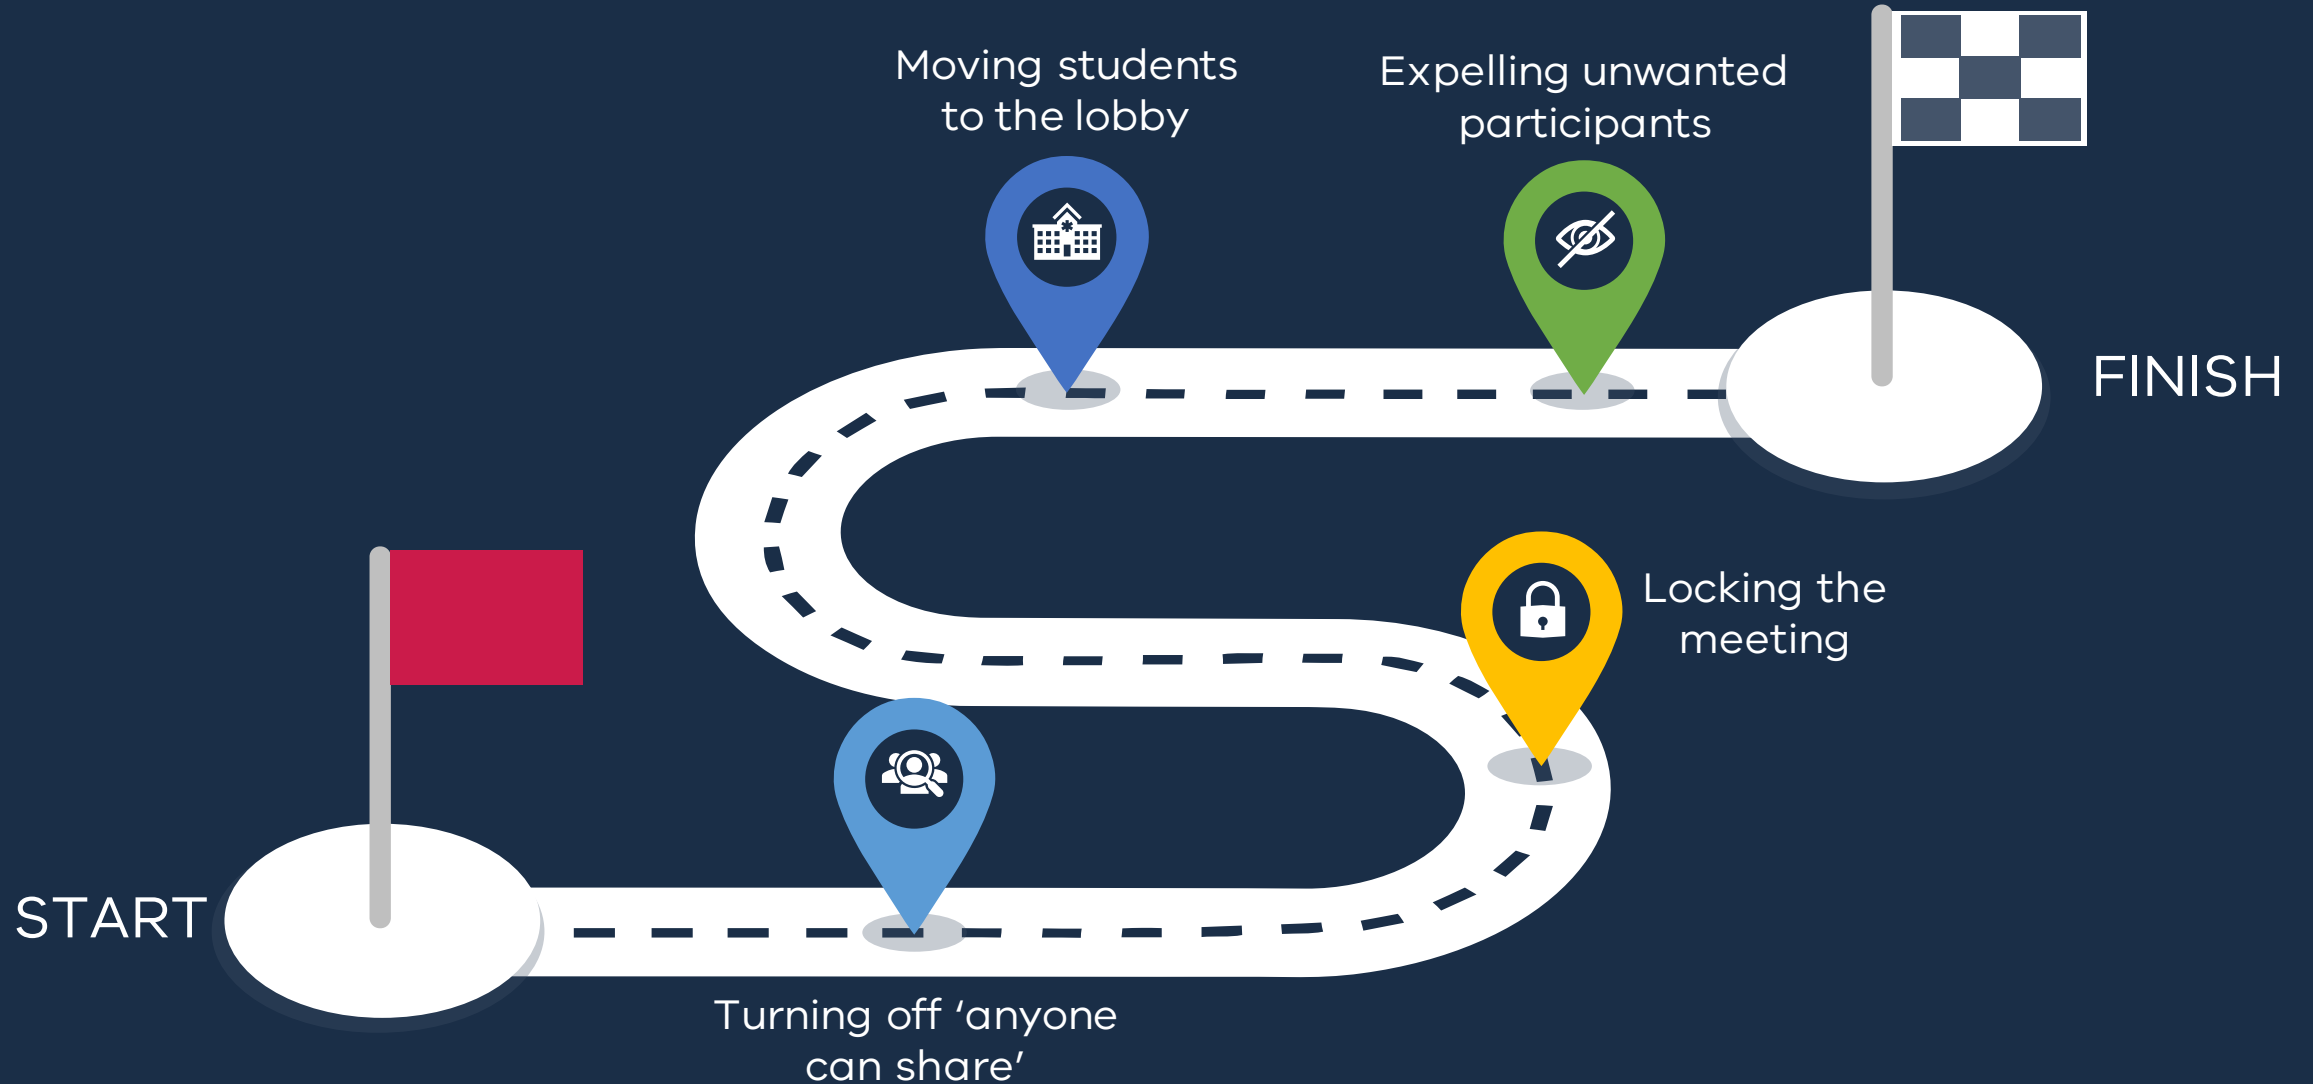 Moving students
to the lobby
Expelling unwanted
participants
FINISH
Locking the
meeting
START
Turning off ‘anyone
can share’